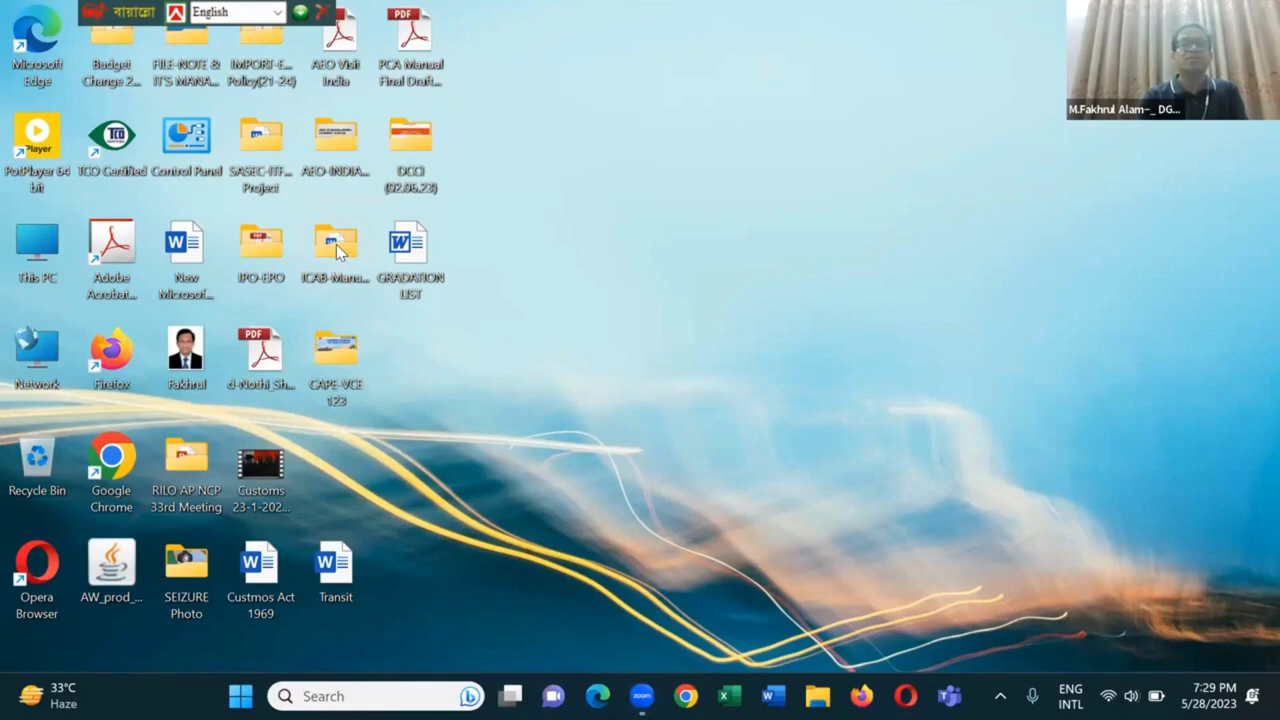 বায়ান্নো
English
M.Fakhrul Alam-_ DG...
Microsoft
Edge
Budget
Change 2...
FILE-NOTE &
IT'S MANA...
IMPORT-E...
Policy(21-24)
AEO Visit
India
PDF
PCA Manual
Final Draft...
Player
PotPlayer 64
bit
TCO
TCO Certified
Control Panel
SASEC-ITF...
Project
AEO-INDIA...
DCCI
(02.06.23)
This PC
Adobe
Acrobat...
New
Microsof...
IPO-EPO
ICAB-Manu...
GRADATION
LIST
Network
Firefox
Fakhrul
PDF
d-Nothi_Sh...
CAPE-VCE
123
Recycle Bin
Google
Chrome
RILO AP NCP
33rd Meeting
Customs
23-1-202...
Opera
Browser
AW_prod_...
SEIZURE
Photo
Custmos Act
1969
Transit
33°C
Haze
Search
zoom
ENG
INTL
7:29 PM
5/28/2023